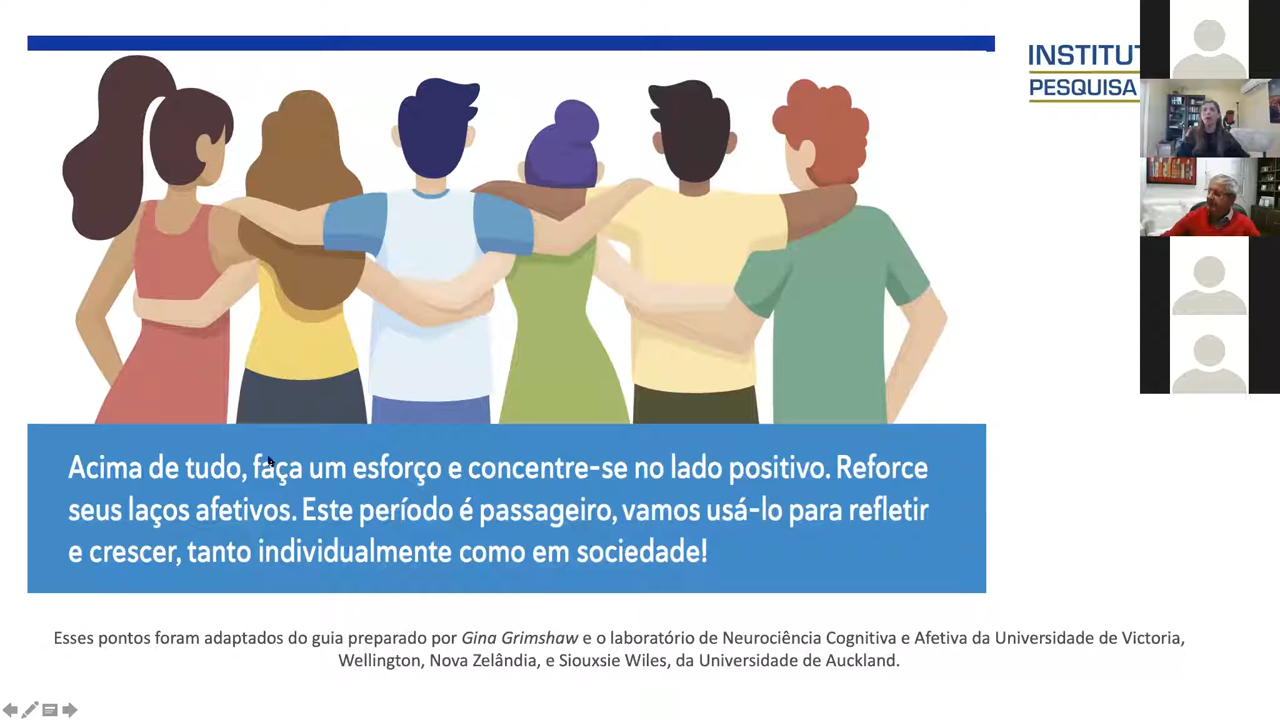 INSTITUT
PESQUISA
Acima de tudo, faça um esforço e concentre-se no lado positivo. Reforce
seus laços afetivos. Este período é passageiro, vamos usá-lo para refletir
e crescer, tanto individualmente como em sociedade!
Esses pontos foram adaptados do guia preparado por Gina Grimshaw e o laboratório de Neurociência Cognitiva e Afetiva da Universidade de Victoria,
Wellington, Nova Zelândia, e Siouxsie Wiles, da Universidade de Auckland.